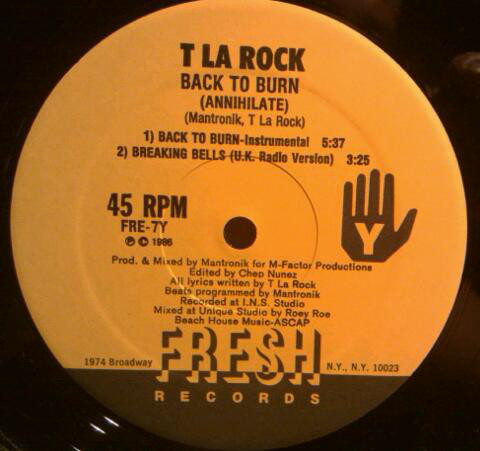 T LA ROCK
BACK TO BURN
(ANNIHILATE)
(Mantronik, T La Rock)
1) BACK TO BURN-Instrumental 5:37
2) BREAKING BELLS (U.K. Radio Version) 3:25
45 RPM
FRE-7Y
℗ © 1986
Y
Prod. & Mixed by Mantronik for M-Factor Productions
Edited by Chep Nunez
All lyrics written by T La Rock
Beats programmed by Mantronik
Recorded at I.N.S. Studio
Mixed at Unique Studio by Roey Roe
Beach House Music-ASCAP
1974 Broadway FRESH N.Y., N.Y. 10023
RECORDS